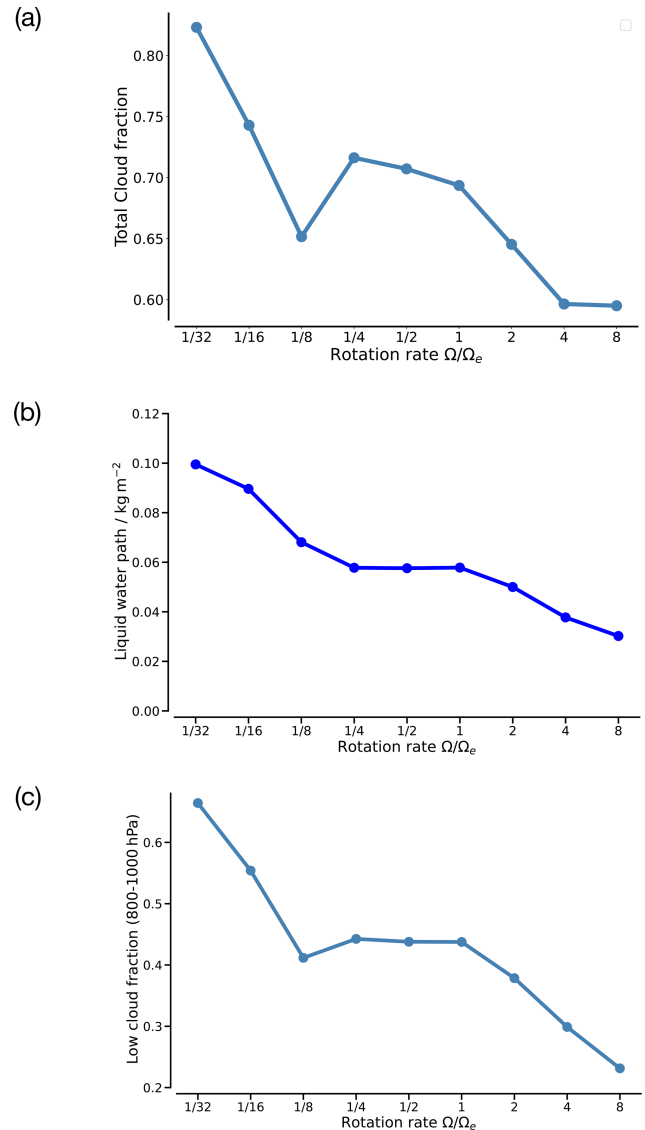 (a)
Total Cloud fraction
0.80
0.75
0.70
0.65
0.60
1/32 1/16 1/8 1/4 1/2 1 2 4 8
Rotation rate Ω/Ωₑ
(b)
Liquid water path / kg m⁻²
0.12
0.10
0.08
0.06
0.04
0.02
0.00
1/32 1/16 1/8 1/4 1/2 1 2 4 8
Rotation rate Ω/Ωₑ
(c)
Low cloud fraction (800-1000 hPa)
0.6
0.5
0.4
0.3
0.2
1/32 1/16 1/8 1/4 1/2 1 2 4 8
Rotation rate Ω/Ωₑ